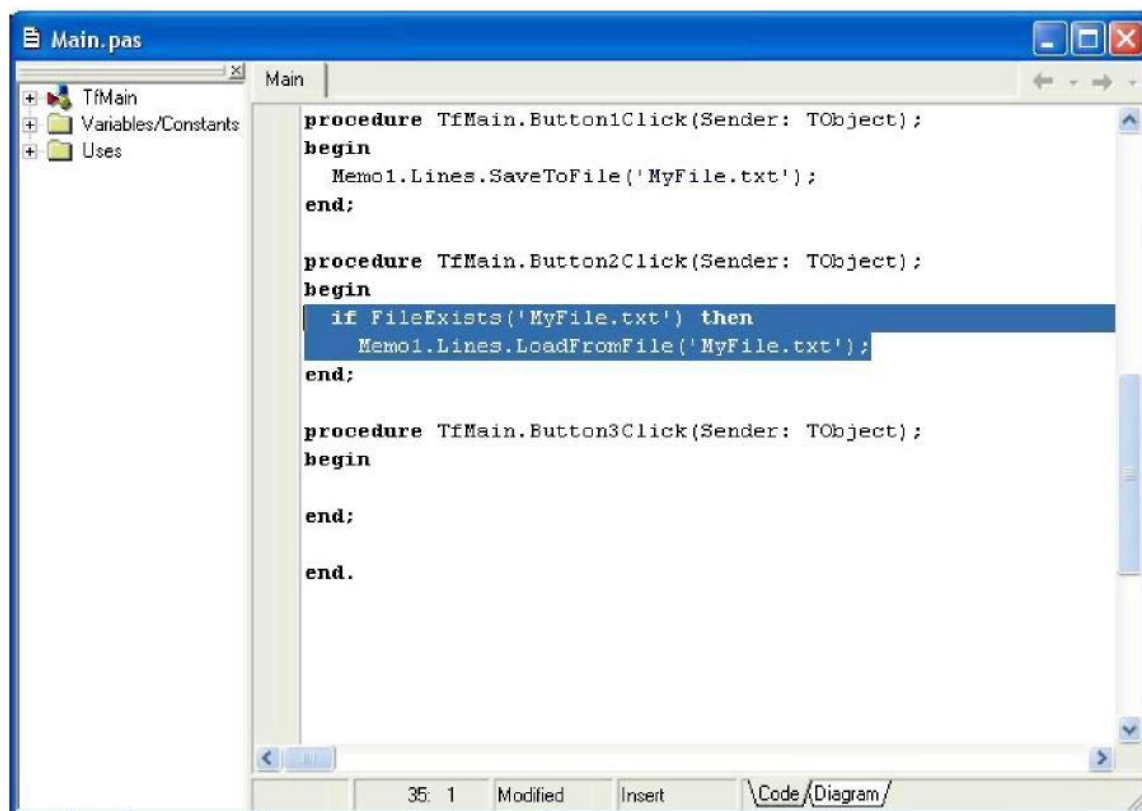 Main.pas
TfMain
Variables/Constants
Uses
Main
procedure TfMain.Button1Click(Sender: TObject);
begin
  Memo1.Lines.SaveToFile('MyFile.txt');
end;
procedure TfMain.Button2Click(Sender: TObject);
begin
  if FileExists('MyFile.txt') then
    Memo1.Lines.LoadFromFile('MyFile.txt');
end;
procedure TfMain.Button3Click(Sender: TObject);
begin
end;
end.
35: 1 Modified Insert Code Diagram